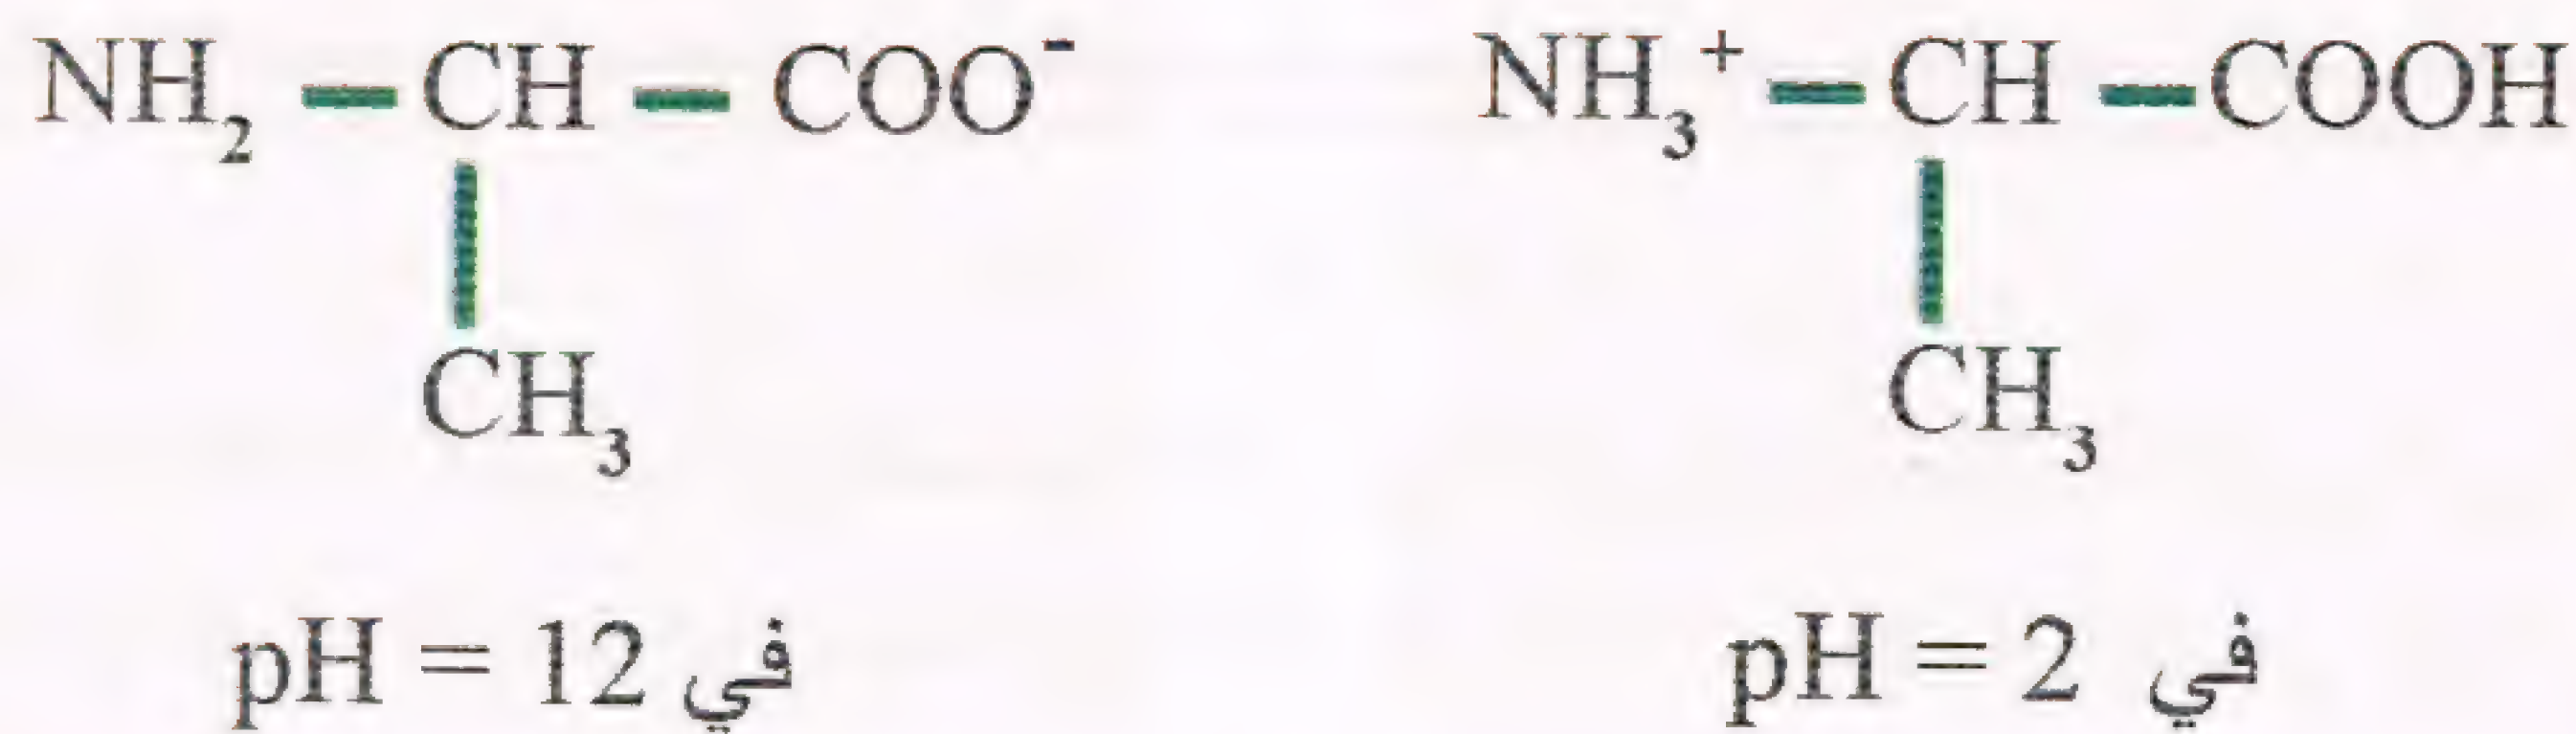 NH₂ – CH – COO⁻ NH₃⁺ – CH – COOH
CH₃ CH₃
في pH = 12 في pH = 2